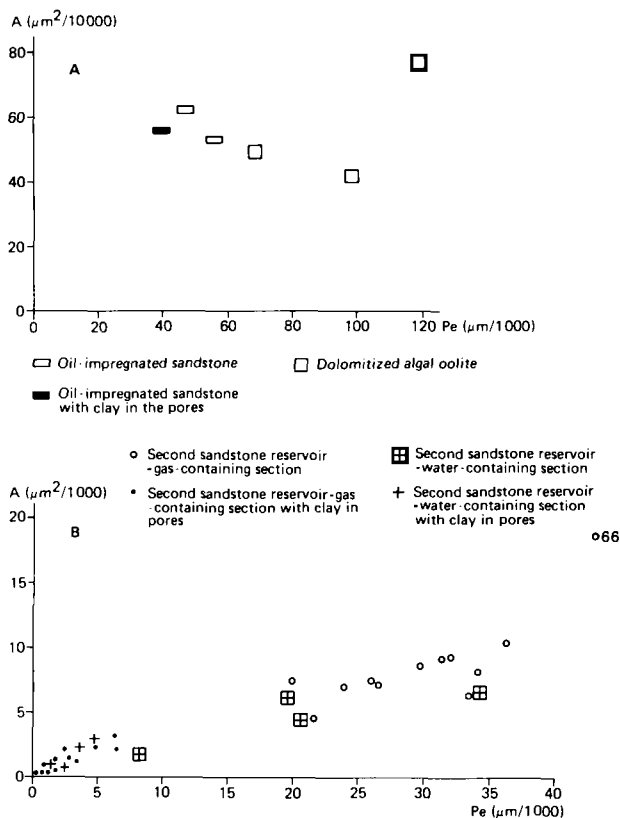 A (μm²/10000)
80
A
60
40
20
0
0 20 40 60 80 100 120 Pe (μm/1000)
Oil-impregnated sandstone
Dolomitized algal oolite
Oil-impregnated sandstone
with clay in the pores
Second sandstone reservoir
-gas-containing section
Second sandstone reservoir
-water-containing section
A (μm²/1000)
Second sandstone reservoir-gas
-containing section with clay in
pores
Second sandstone reservoir
-water-containing section
with clay in pores
20
B
66
15
10
5
0
0 5 10 15 20 25 30 35 40
Pe (μm/1000)